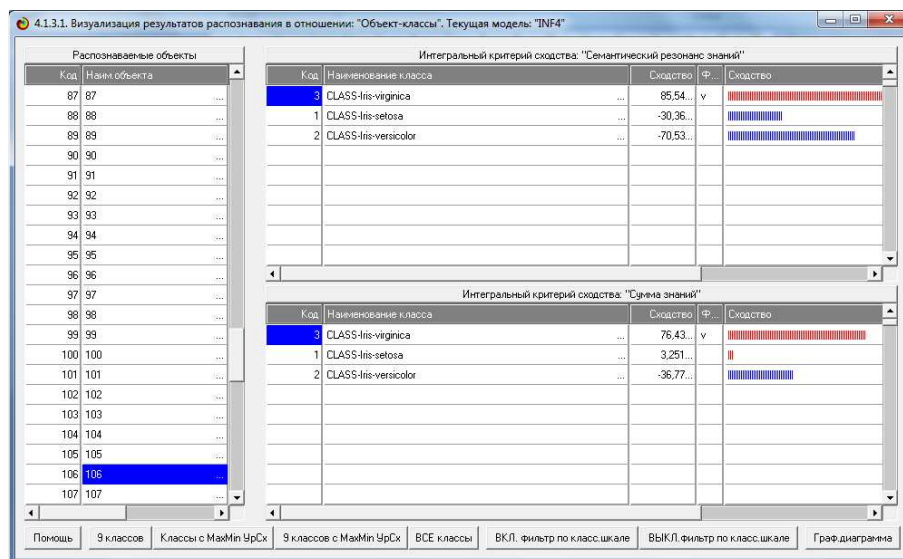 4.1.3.1. Визуализация результатов распознавания в отношении: "Объект-классы". Текущая модель: "INF4"
Распознаваемые объекты
Код Наим.объекта
87 87 ...
88 88 ...
89 89 ...
90 90 ...
91 91 ...
92 92 ...
93 93 ...
94 94 ...
95 95 ...
96 96 ...
97 97 ...
98 98 ...
99 99 ...
100 100 ...
101 101 ...
102 102 ...
103 103 ...
104 104 ...
105 105 ...
106 106 ...
107 107 ...
Интегральный критерий сходства: "Семантический резонанс знаний"
Код Наименование класса Сходство Ф... Сходство
3 CLASS-Iris-virginica ... 85,54... v
1 CLASS-Iris-setosa ... -30,36...
2 CLASS-Iris-versicolor ... -70,53...
Интегральный критерий сходства: "Сумма знаний"
Код Наименование класса Сходство Ф... Сходство
3 CLASS-Iris-virginica ... 76,43... v
1 CLASS-Iris-setosa ... 3,251...
2 CLASS-Iris-versicolor ... -36,77...
Помощь 9 классов Классы с MaxMin УрСх 9 классов с MaxMin УрСх ВСЕ классы ВКЛ. фильтр по класс.шкале ВЫКЛ.фильтр по класс.шкале Граф.диаграмма